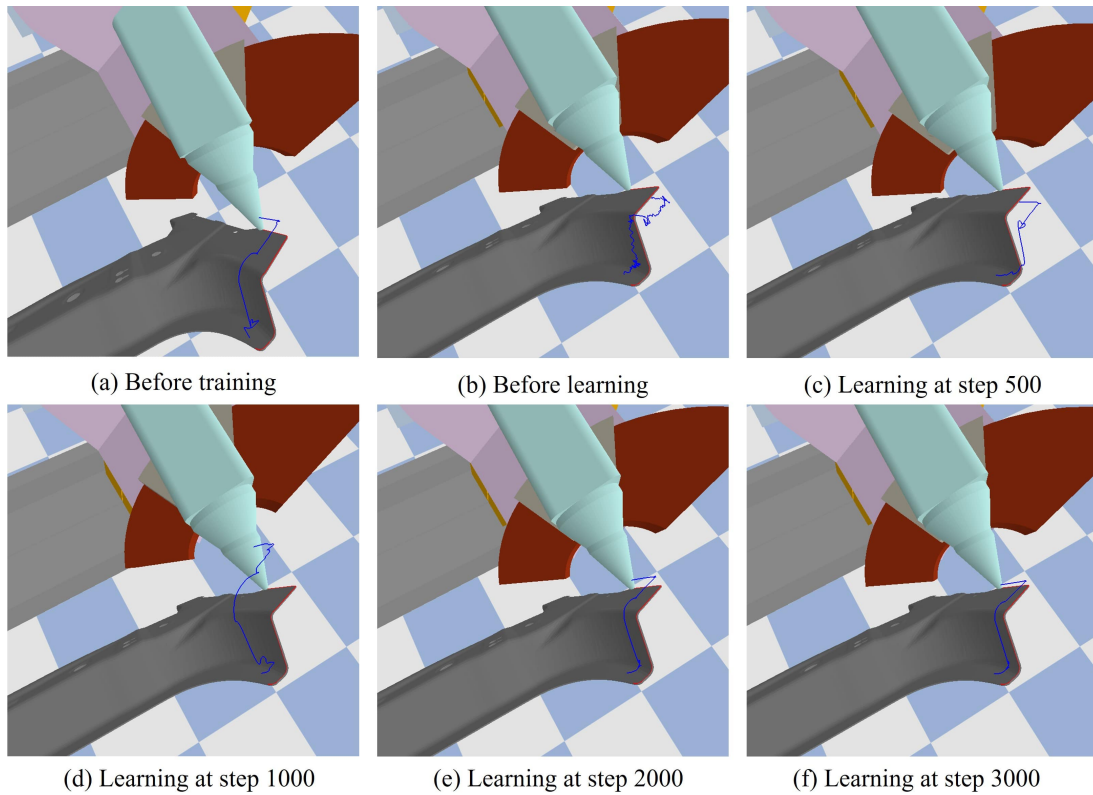 (a) Before training
(b) Before learning
(c) Learning at step 500
(d) Learning at step 1000
(e) Learning at step 2000
(f) Learning at step 3000